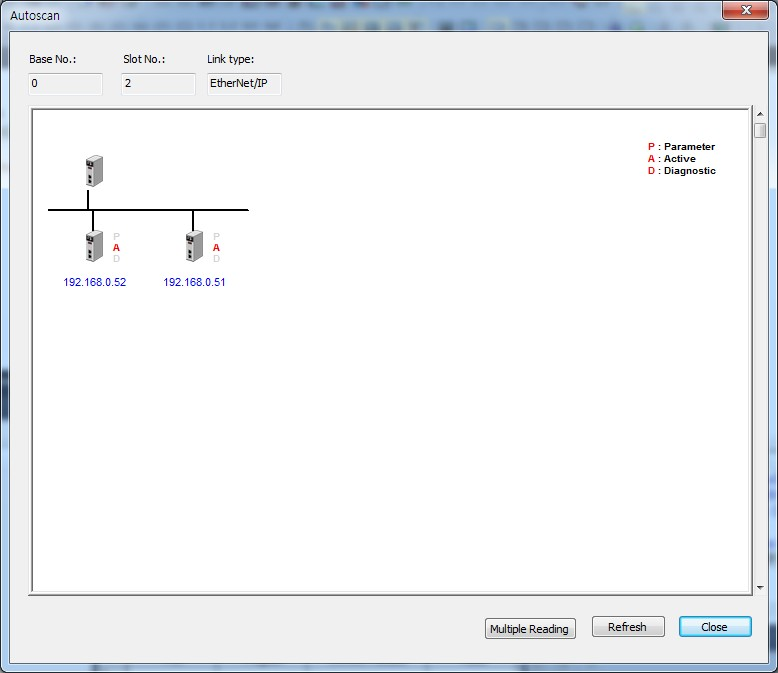 Autoscan
Base No.: Slot No.: Link type:
0 2 EtherNet/IP
P : Parameter
A : Active
D : Diagnostic
P P
A A
D D
192.168.0.52 192.168.0.51
Multiple Reading Refresh Close